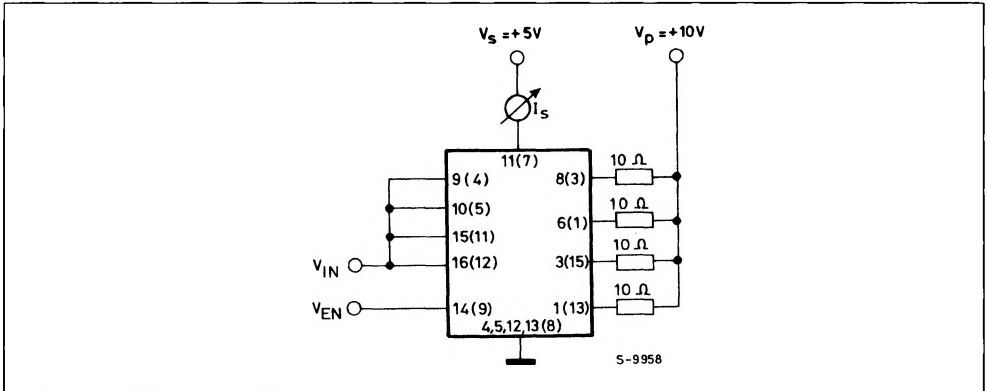 Vs = +5V
Vp = +10V
Is
11(7)
9(4)
10(5)
15(11)
16(12)
14(9)
8(3)
6(1)
3(15)
1(13)
4,5,12,13(8)
10 Ω
10 Ω
10 Ω
10 Ω
VIN
VEN
S-9958